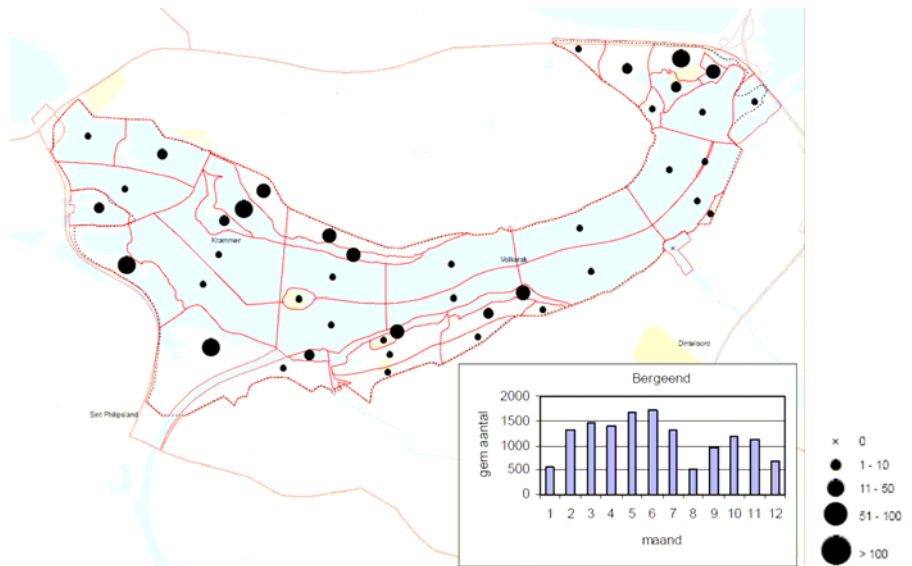 Krammer
Volkerak
Dinteloord
Sint Philipsland
Bergeend
gem aantal
2000
1500
1000
500
0
1 2 3 4 5 6 7 8 9 10 11 12
maand
× 0
1 - 10
11 - 50
51 - 100
> 100